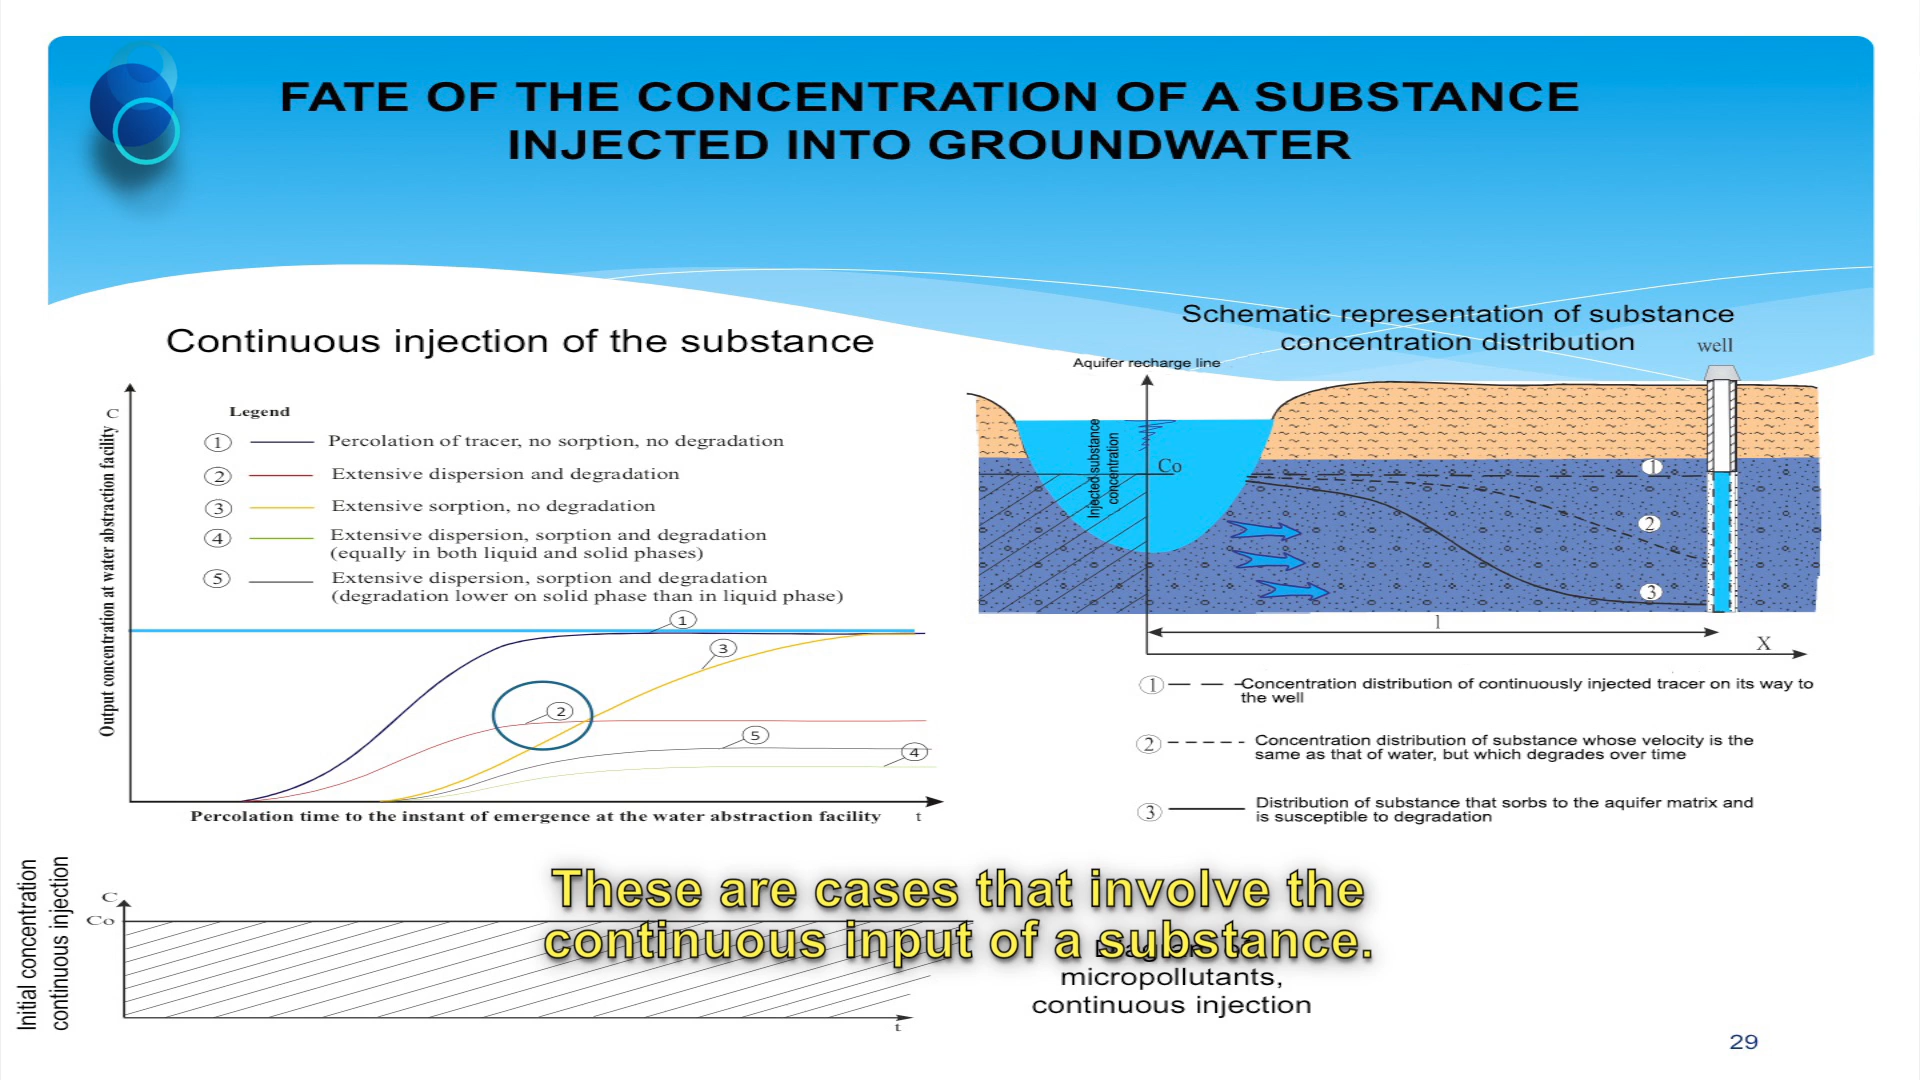 FATE OF THE CONCENTRATION OF A SUBSTANCE
INJECTED INTO GROUNDWATER
Continuous injection of the substance
C
Output concentration at water abstraction facility
Legend
1 Percolation of tracer, no sorption, no degradation
2 Extensive dispersion and degradation
3 Extensive sorption, no degradation
4 Extensive dispersion, sorption and degradation
(equally in both liquid and solid phases)
5 Extensive dispersion, sorption and degradation
(degradation lower on solid phase than in liquid phase)
1
3
2
5
4
Percolation time to the instant of emergence at the water abstraction facility t
Schematic representation of substance
concentration distribution
well
Aquifer recharge line
Injected substance
concentration
Co
1
2
3
l
X
1 Concentration distribution of continuously injected tracer on its way to
the well
2 Concentration distribution of substance whose velocity is the
same as that of water, but which degrades over time
3 Distribution of substance that sorbs to the aquifer matrix and
is susceptible to degradation
Initial concentration
continuous injection
C
Co
t
These are cases that involve the
continuous input of a substance.
micropollutants,
continuous injection
29